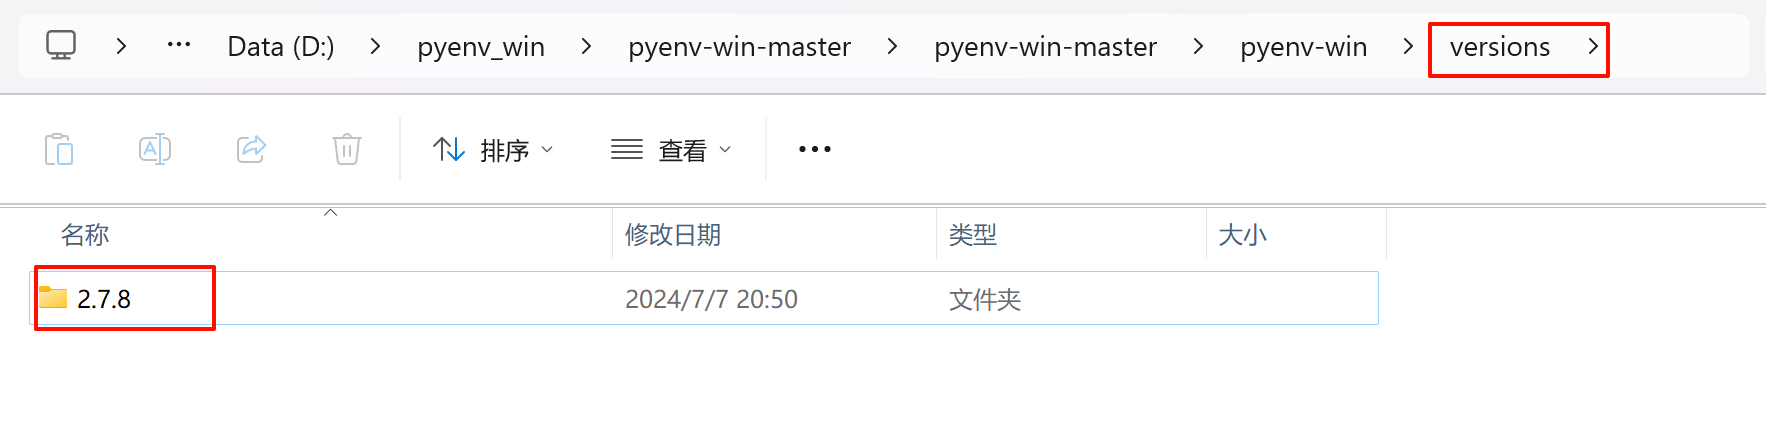 Data (D:) pyenv_win pyenv-win-master pyenv-win-master pyenv-win versions
排序 查看
名称 修改日期 类型 大小
2.7.8 2024/7/7 20:50 文件夹